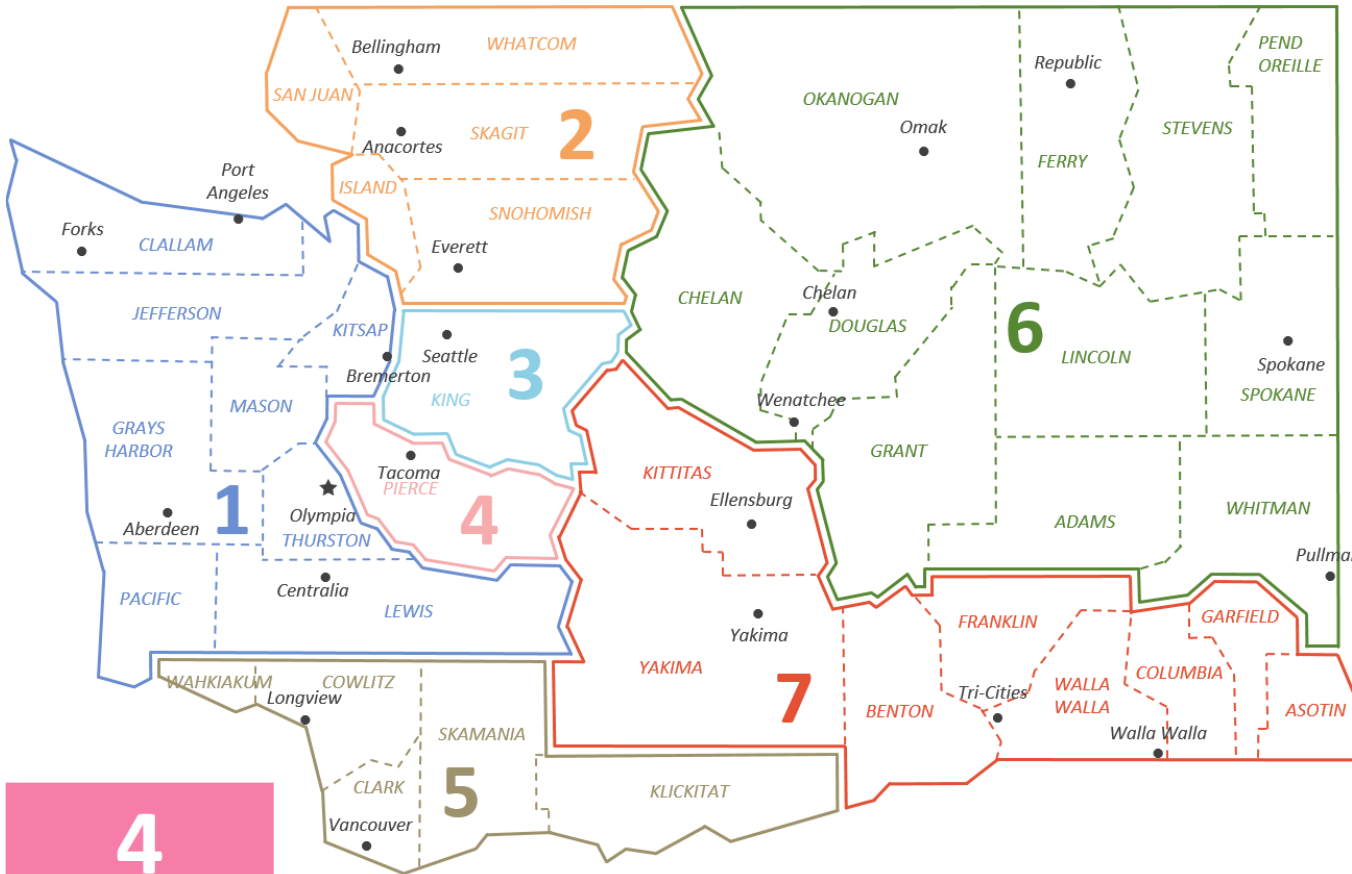 Bellingham
WHATCOM
SAN JUAN
SKAGIT
2
Anacortes
ISLAND
SNOHOMISH
Everett
Port
Angeles
Forks
CLALLAM
JEFFERSON
KITSAP
Bremerton
MASON
GRAYS
HARBOR
1
Aberdeen
Olympia
THURSTON
Centralia
PACIFIC
LEWIS
Seattle
3
KING
Tacoma
PIERCE
4
OKANOGAN
Omak
Republic
FERRY
STEVENS
PEND
OREILLE
CHELAN
Chelan
DOUGLAS
6
LINCOLN
Spokane
SPOKANE
Wenatchee
GRANT
ADAMS
WHITMAN
Pullman
KITTITAS
Ellensburg
Yakima
YAKIMA
7
BENTON
FRANKLIN
Tri-Cities
WALLA
WALLA
COLUMBIA
GARFIELD
ASOTIN
Walla Walla
WAHKIAKUM
COWLITZ
Longview
SKAMANIA
CLARK
5
KLICKITAT
Vancouver
4